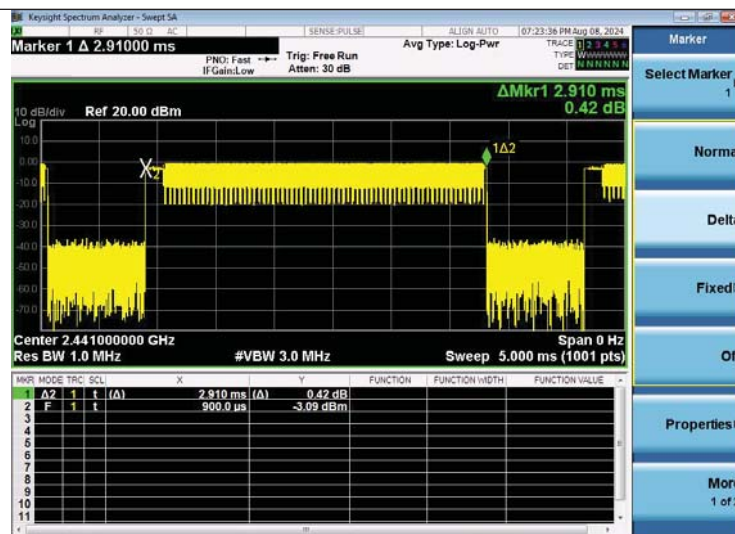 Keysight Spectrum Analyzer - Swept SA
RF 50 Ω AC SENSE:PULSE ALIGN AUTO 07:23:36 PM Aug 08, 2024
Marker 1 Δ 2.91000 ms
PNO: Fast
IFGain:Low
Trig: Free Run
Atten: 30 dB
Avg Type: Log-Pwr
TRACE 1 2 3 4 5 6
TYPE WWWWWW
DET N N N N N N
ΔMkr1 2.910 ms
0.42 dB
10 dB/div Ref 20.00 dBm
Log
10.0
0.00
-10.0
-20.0
-30.0
-40.0
-50.0
-60.0
-70.0
X2
1Δ2
Center 2.441000000 GHz Span 0 Hz
Res BW 1.0 MHz #VBW 3.0 MHz Sweep 5.000 ms (1001 pts)
MKR MODE TRC SCL X Y FUNCTION FUNCTION WIDTH FUNCTION VALUE
1 Δ2 1 t (Δ) 2.910 ms (Δ) 0.42 dB
2 F 1 t 900.0 µs -3.09 dBm
3
4
5
6
7
8
9
10
11
Marker
Select Marker
1
Norma
Delta
Fixed
Properties
More
1 of